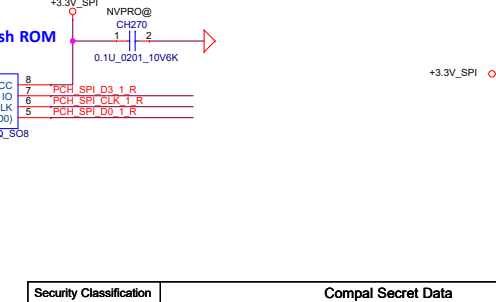 +3.3V_SPI
NVPRO@
CH270
sh ROM
1 2
0.1U_0201_10V6K
+3.3V_SPI
CC 8
IO 7 PCH_SPI_D3_1_R
LK 6 PCH_SPI_CLK_1_R
00) 5 PCH_SPI_D0_1_R
Q_SO8
Security Classification
Compal Secret Data